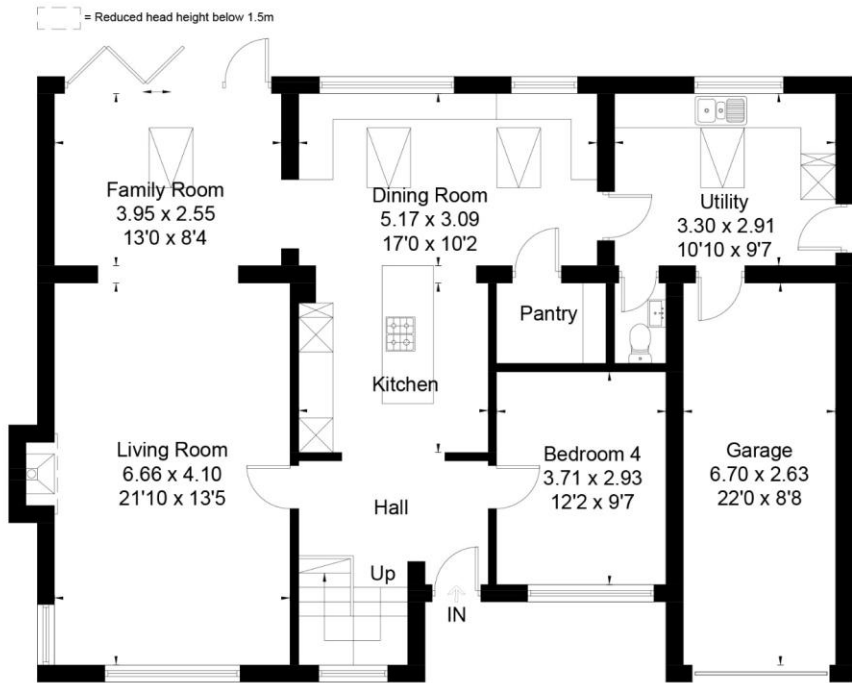 = Reduced head height below 1.5m
Family Room
3.95 x 2.55
13'0 x 8'4
Dining Room
5.17 x 3.09
17'0 x 10'2
Utility
3.30 x 2.91
10'10 x 9'7
Pantry
Kitchen
Living Room
6.66 x 4.10
21'10 x 13'5
Hall
Bedroom 4
3.71 x 2.93
12'2 x 9'7
Garage
6.70 x 2.63
22'0 x 8'8
Up
IN